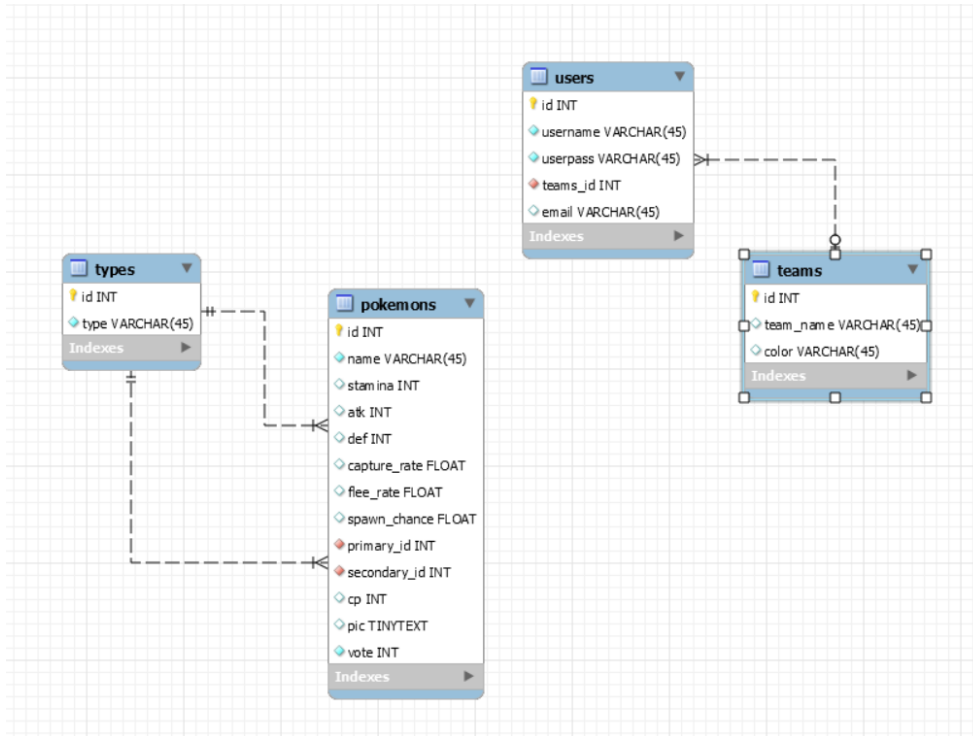 users
id INT
username VARCHAR(45)
userpass VARCHAR(45)
teams_id INT
email VARCHAR(45)
Indexes
types
id INT
type VARCHAR(45)
Indexes
pokemons
id INT
name VARCHAR(45)
stamina INT
atk INT
def INT
capture_rate FLOAT
flee_rate FLOAT
spawn_chance FLOAT
primary_id INT
secondary_id INT
cp INT
pic TINYTEXT
vote INT
Indexes
teams
id INT
team_name VARCHAR(45)
color VARCHAR(45)
Indexes